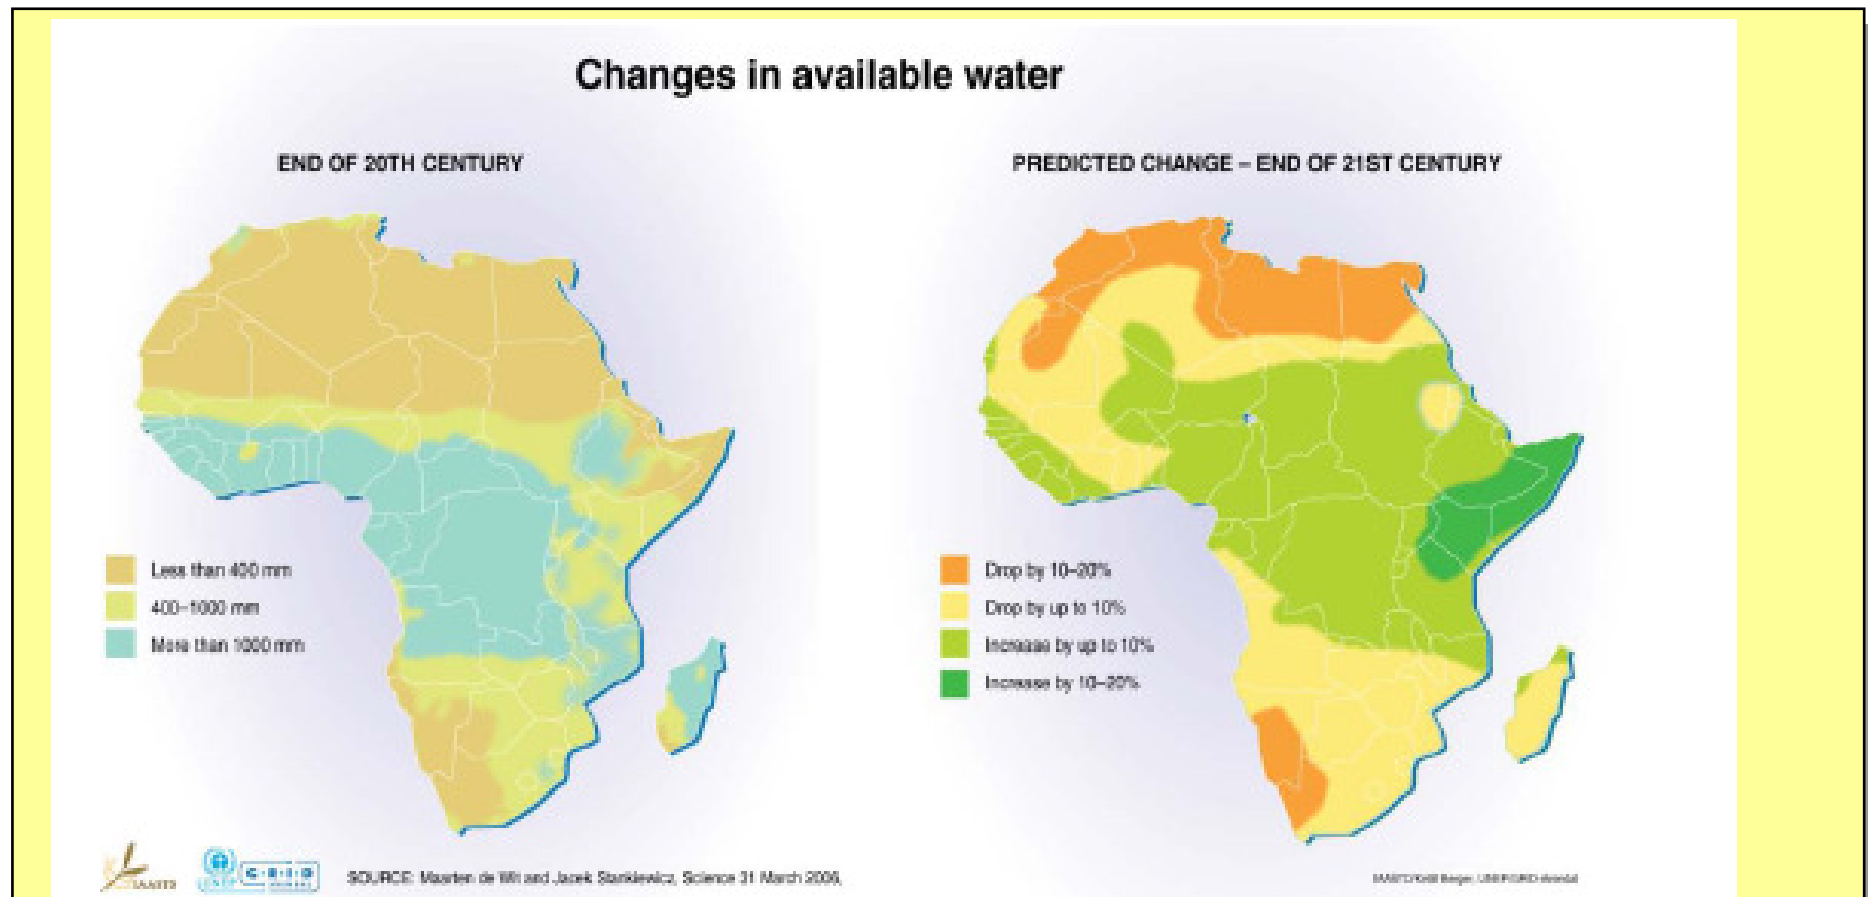 Changes in available water
END OF 20TH CENTURY
PREDICTED CHANGE – END OF 21ST CENTURY
Less than 400 mm
400–1000 mm
More than 1000 mm
Drop by 10–20%
Drop by up to 10%
Increase by up to 10%
Increase by 10–20%
IAASTD
UNEP
G R I D
SOURCE: Maarten de Wit and Jacek Stankiewicz, Science 31 March 2006,